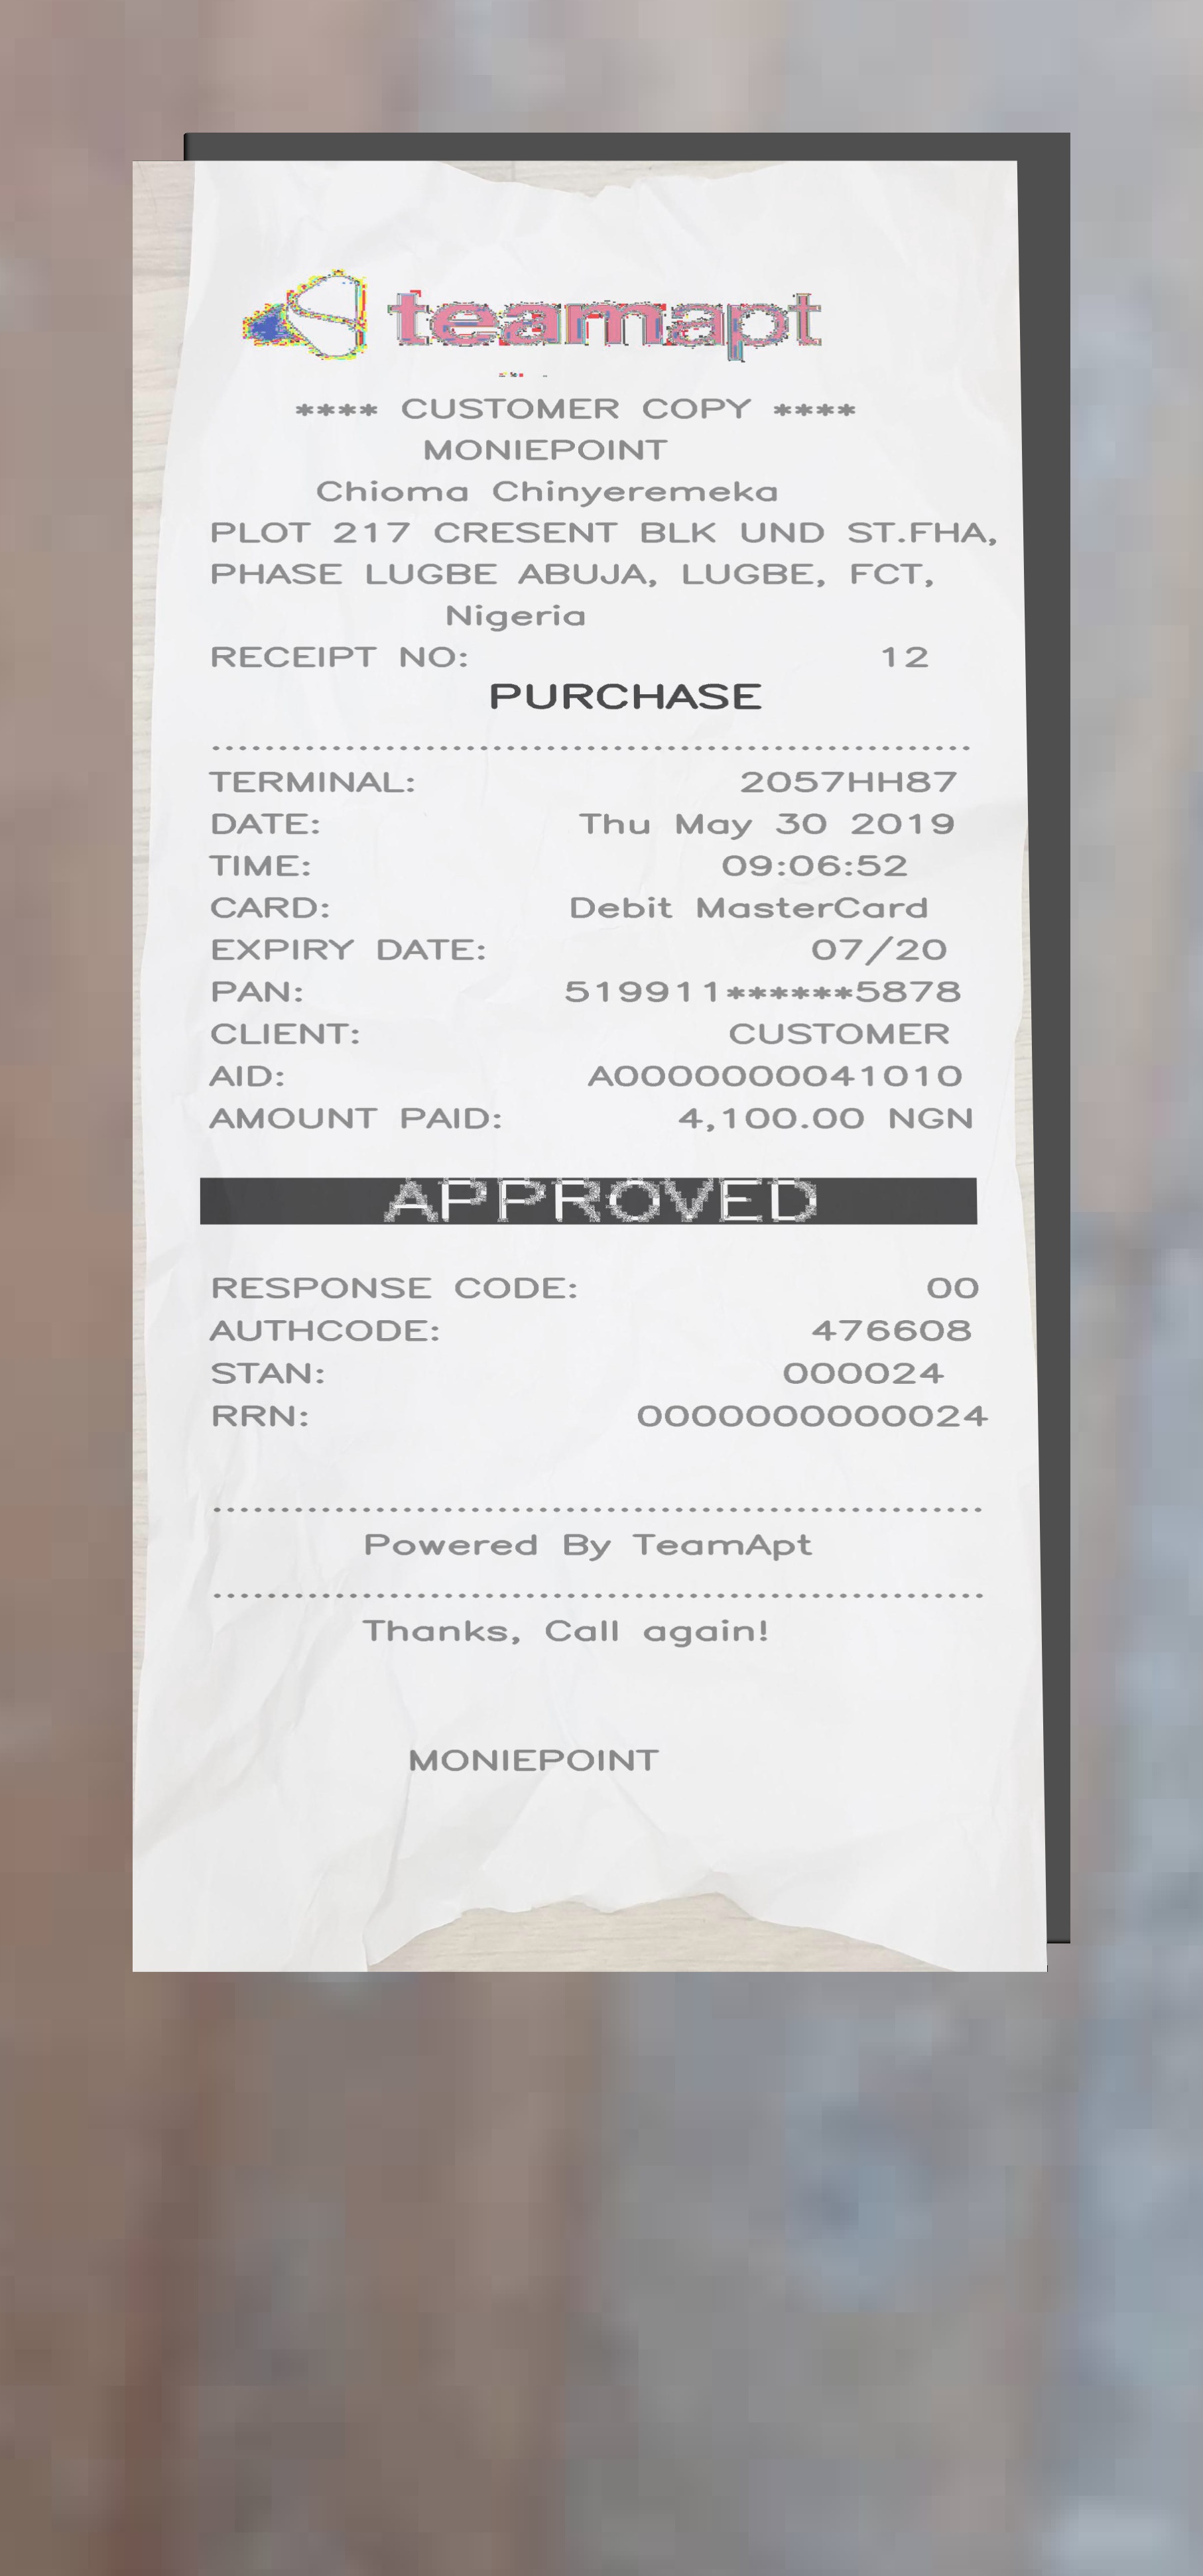 teamapt
**** CUSTOMER COPY ****
MONIEPOINT
Chioma Chinyeremeka
PLOT 217 CRESENT BLK UND ST.FHA,
PHASE LUGBE ABUJA, LUGBE, FCT,
Nigeria
RECEIPT NO: 12
PURCHASE
TERMINAL: 2057HH87
DATE: Thu May 30 2019
TIME: 09:06:52
CARD: Debit MasterCard
EXPIRY DATE: 07/20
PAN: 519911******5878
CLIENT: CUSTOMER
AID: A0000000041010
AMOUNT PAID: 4,100.00 NGN
APPROVED
RESPONSE CODE: 00
AUTHCODE: 476608
STAN: 000024
RRN: 0000000000024
Powered By TeamApt
Thanks, Call again!
MONIEPOINT